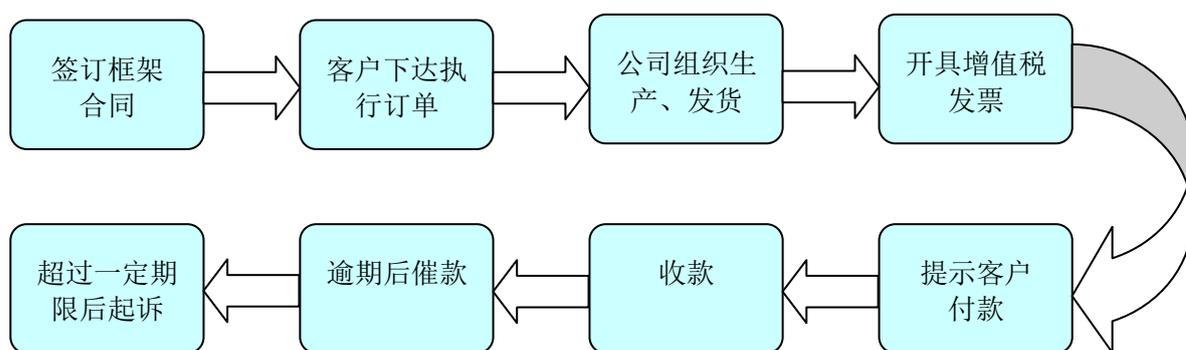 签订框架
合同
客户下达执
行订单
公司组织生
产、发货
开具增值税
发票
提示客户
付款
收款
逾期后催款
超过一定期
限后起诉